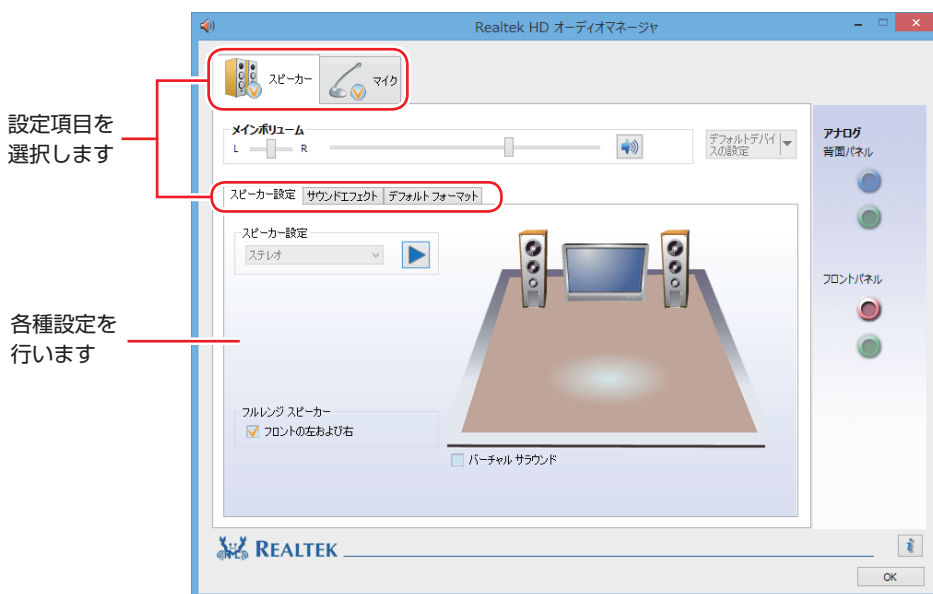 Realtek HD オーディオマネージャ
スピーカー
マイク
設定項目を
選択します
メインボリューム
L
R
デフォルトデバイ
スの設定
アナログ
背面パネル
スピーカー設定
サウンドエフェクト
デフォルト フォーマット
スピーカー設定
ステレオ
フロントパネル
各種設定を
行います
フルレンジ スピーカー
フロントの左および右
バーチャル サラウンド
REALTEK
i
OK